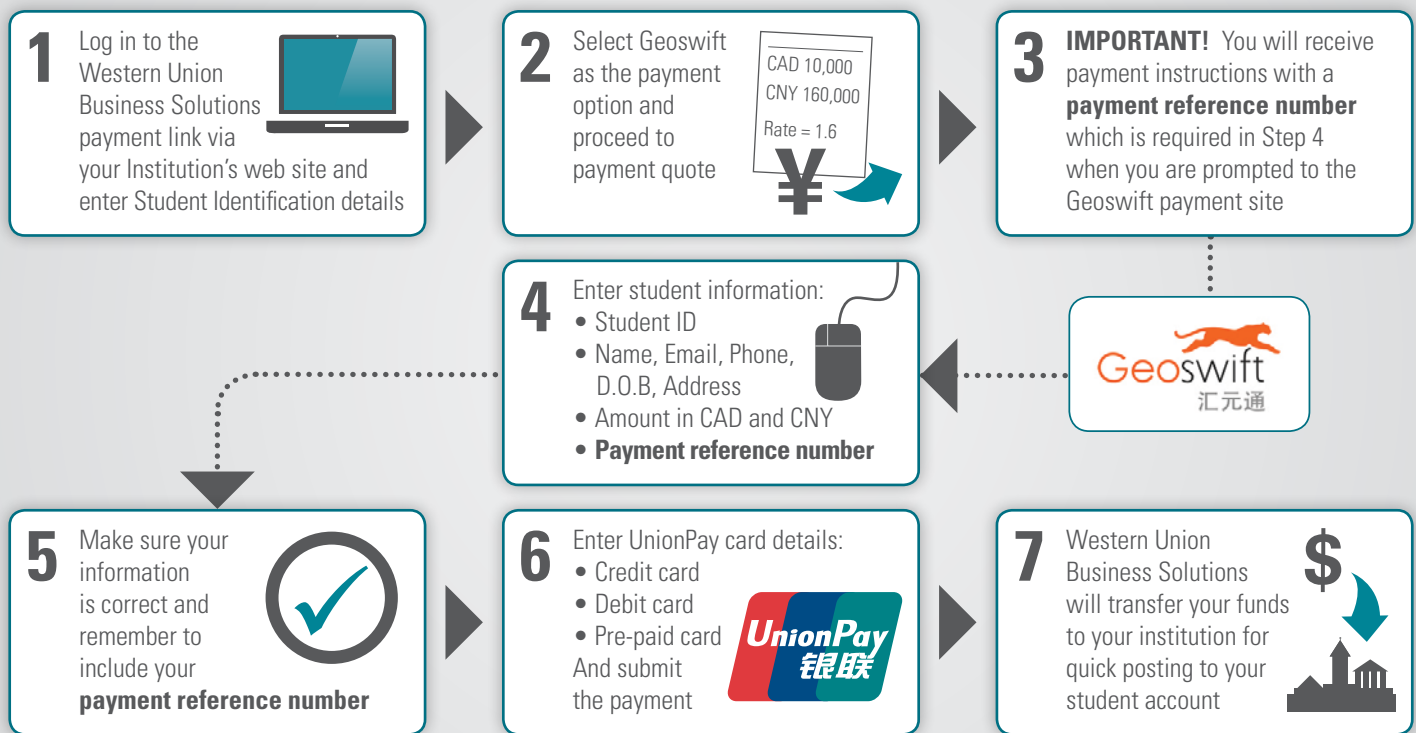 1
Log in to the
Western Union
Business Solutions
payment link via
your Institution's web site and
enter Student Identification details
2
Select Geoswift
as the payment
option and
proceed to
payment quote
CAD 10,000
CNY 160,000
Rate = 1.6
¥
3
IMPORTANT! You will receive
payment instructions with a
payment reference number
which is required in Step 4
when you are prompted to the
Geoswift payment site
Geoswift
汇元通
4
Enter student information:
• Student ID
• Name, Email, Phone,
D.O.B, Address
• Amount in CAD and CNY
• Payment reference number
5
Make sure your
information
is correct and
remember to
include your
payment reference number
6
Enter UnionPay card details:
• Credit card
• Debit card
• Pre-paid card
And submit
the payment
UnionPay
银联
7
Western Union
Business Solutions
will transfer your funds
to your institution for
quick posting to your
student account
$